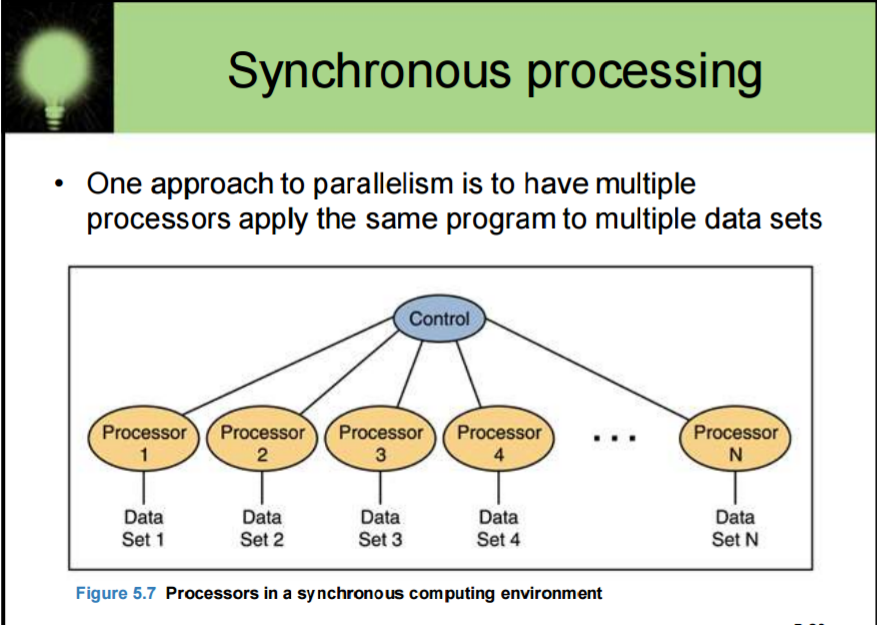 Synchronous processing
• One approach to parallelism is to have multiple
processors apply the same program to multiple data sets
Control
Processor 1
Processor 2
Processor 3
Processor 4
...
Processor N
Data Set 1
Data Set 2
Data Set 3
Data Set 4
Data Set N
Figure 5.7 Processors in a synchronous computing environment